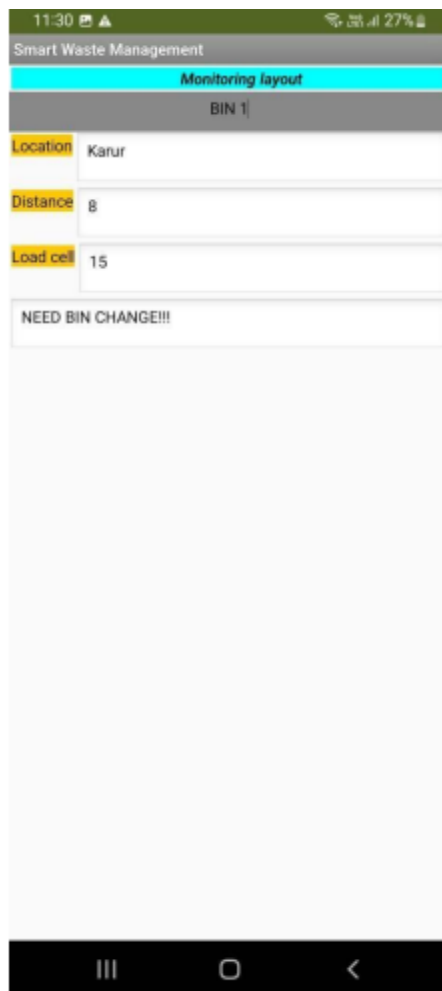 11:30 27%
Smart Waste Management
Monitoring layout
BIN 1
Location Karur
Distance 8
Load cell 15
NEED BIN CHANGE!!!